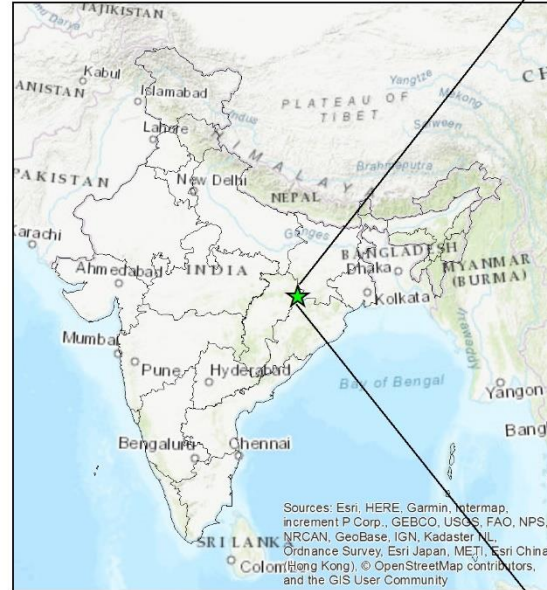 TAJIKISTAN
Kabul
ANISTAN
Islamabad
Lahore
Indus
PLATEAU OF
TIBET
Yangtze
Mekong
Salween
CH
HIMALAYA
Brahmaputra
PAKISTAN
New Delhi
NEPAL
Karachi
Ganges
BANGLADESH
Ahmedabad
INDIA
Dhaka
MYANMAR
(BURMA)
Kolkata
Irrawaddy
Mumbai
Pune
Hyderabad
Bay of Bengal
Yangon
Bengaluru
Chennai
Bang
SRI LANKA
Colom
Sources: Esri, HERE, Garmin, Intermap,
increment P Corp., GEBCO, USGS, FAO, NPS,
NRCAN, GeoBase, IGN, Kadaster NL,
Ordnance Survey, Esri Japan, METI, Esri China
(Hong Kong), © OpenStreetMap contributors,
and the GIS User Community